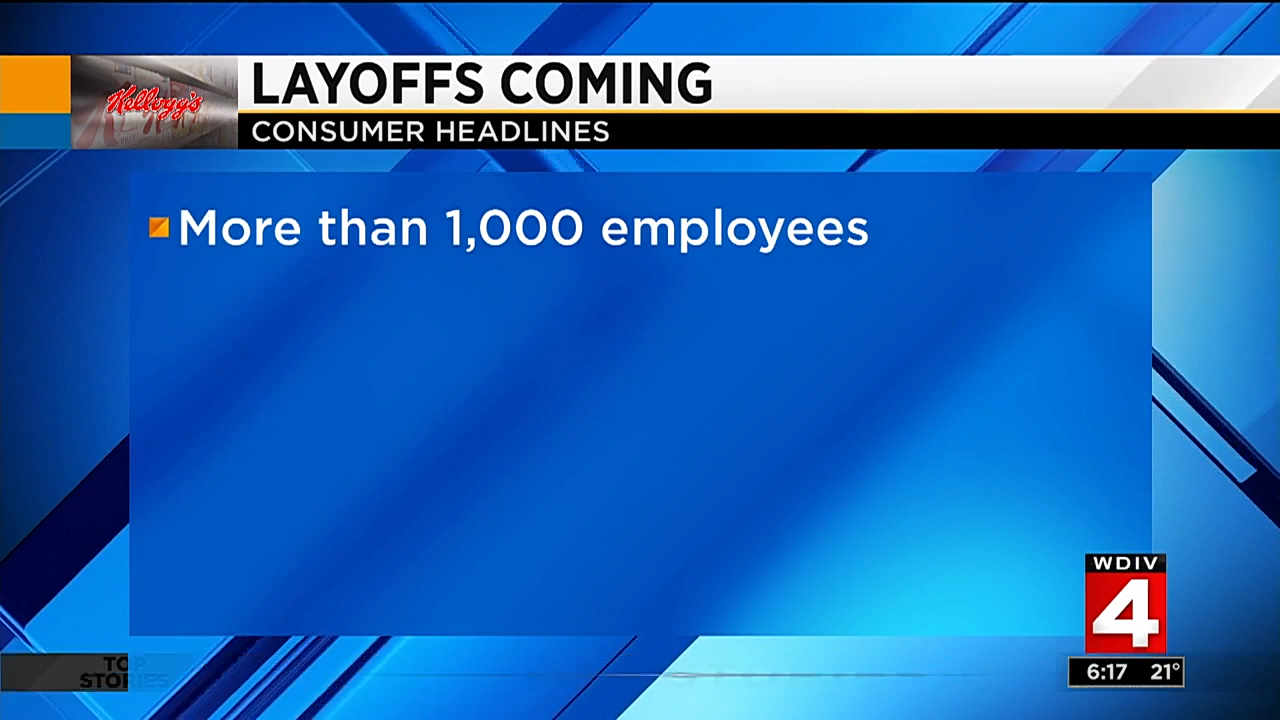 Kellogg's
LAYOFFS COMING
CONSUMER HEADLINES
More than 1,000 employees
WDIV
4
TOP
STORIES
6:17 21°